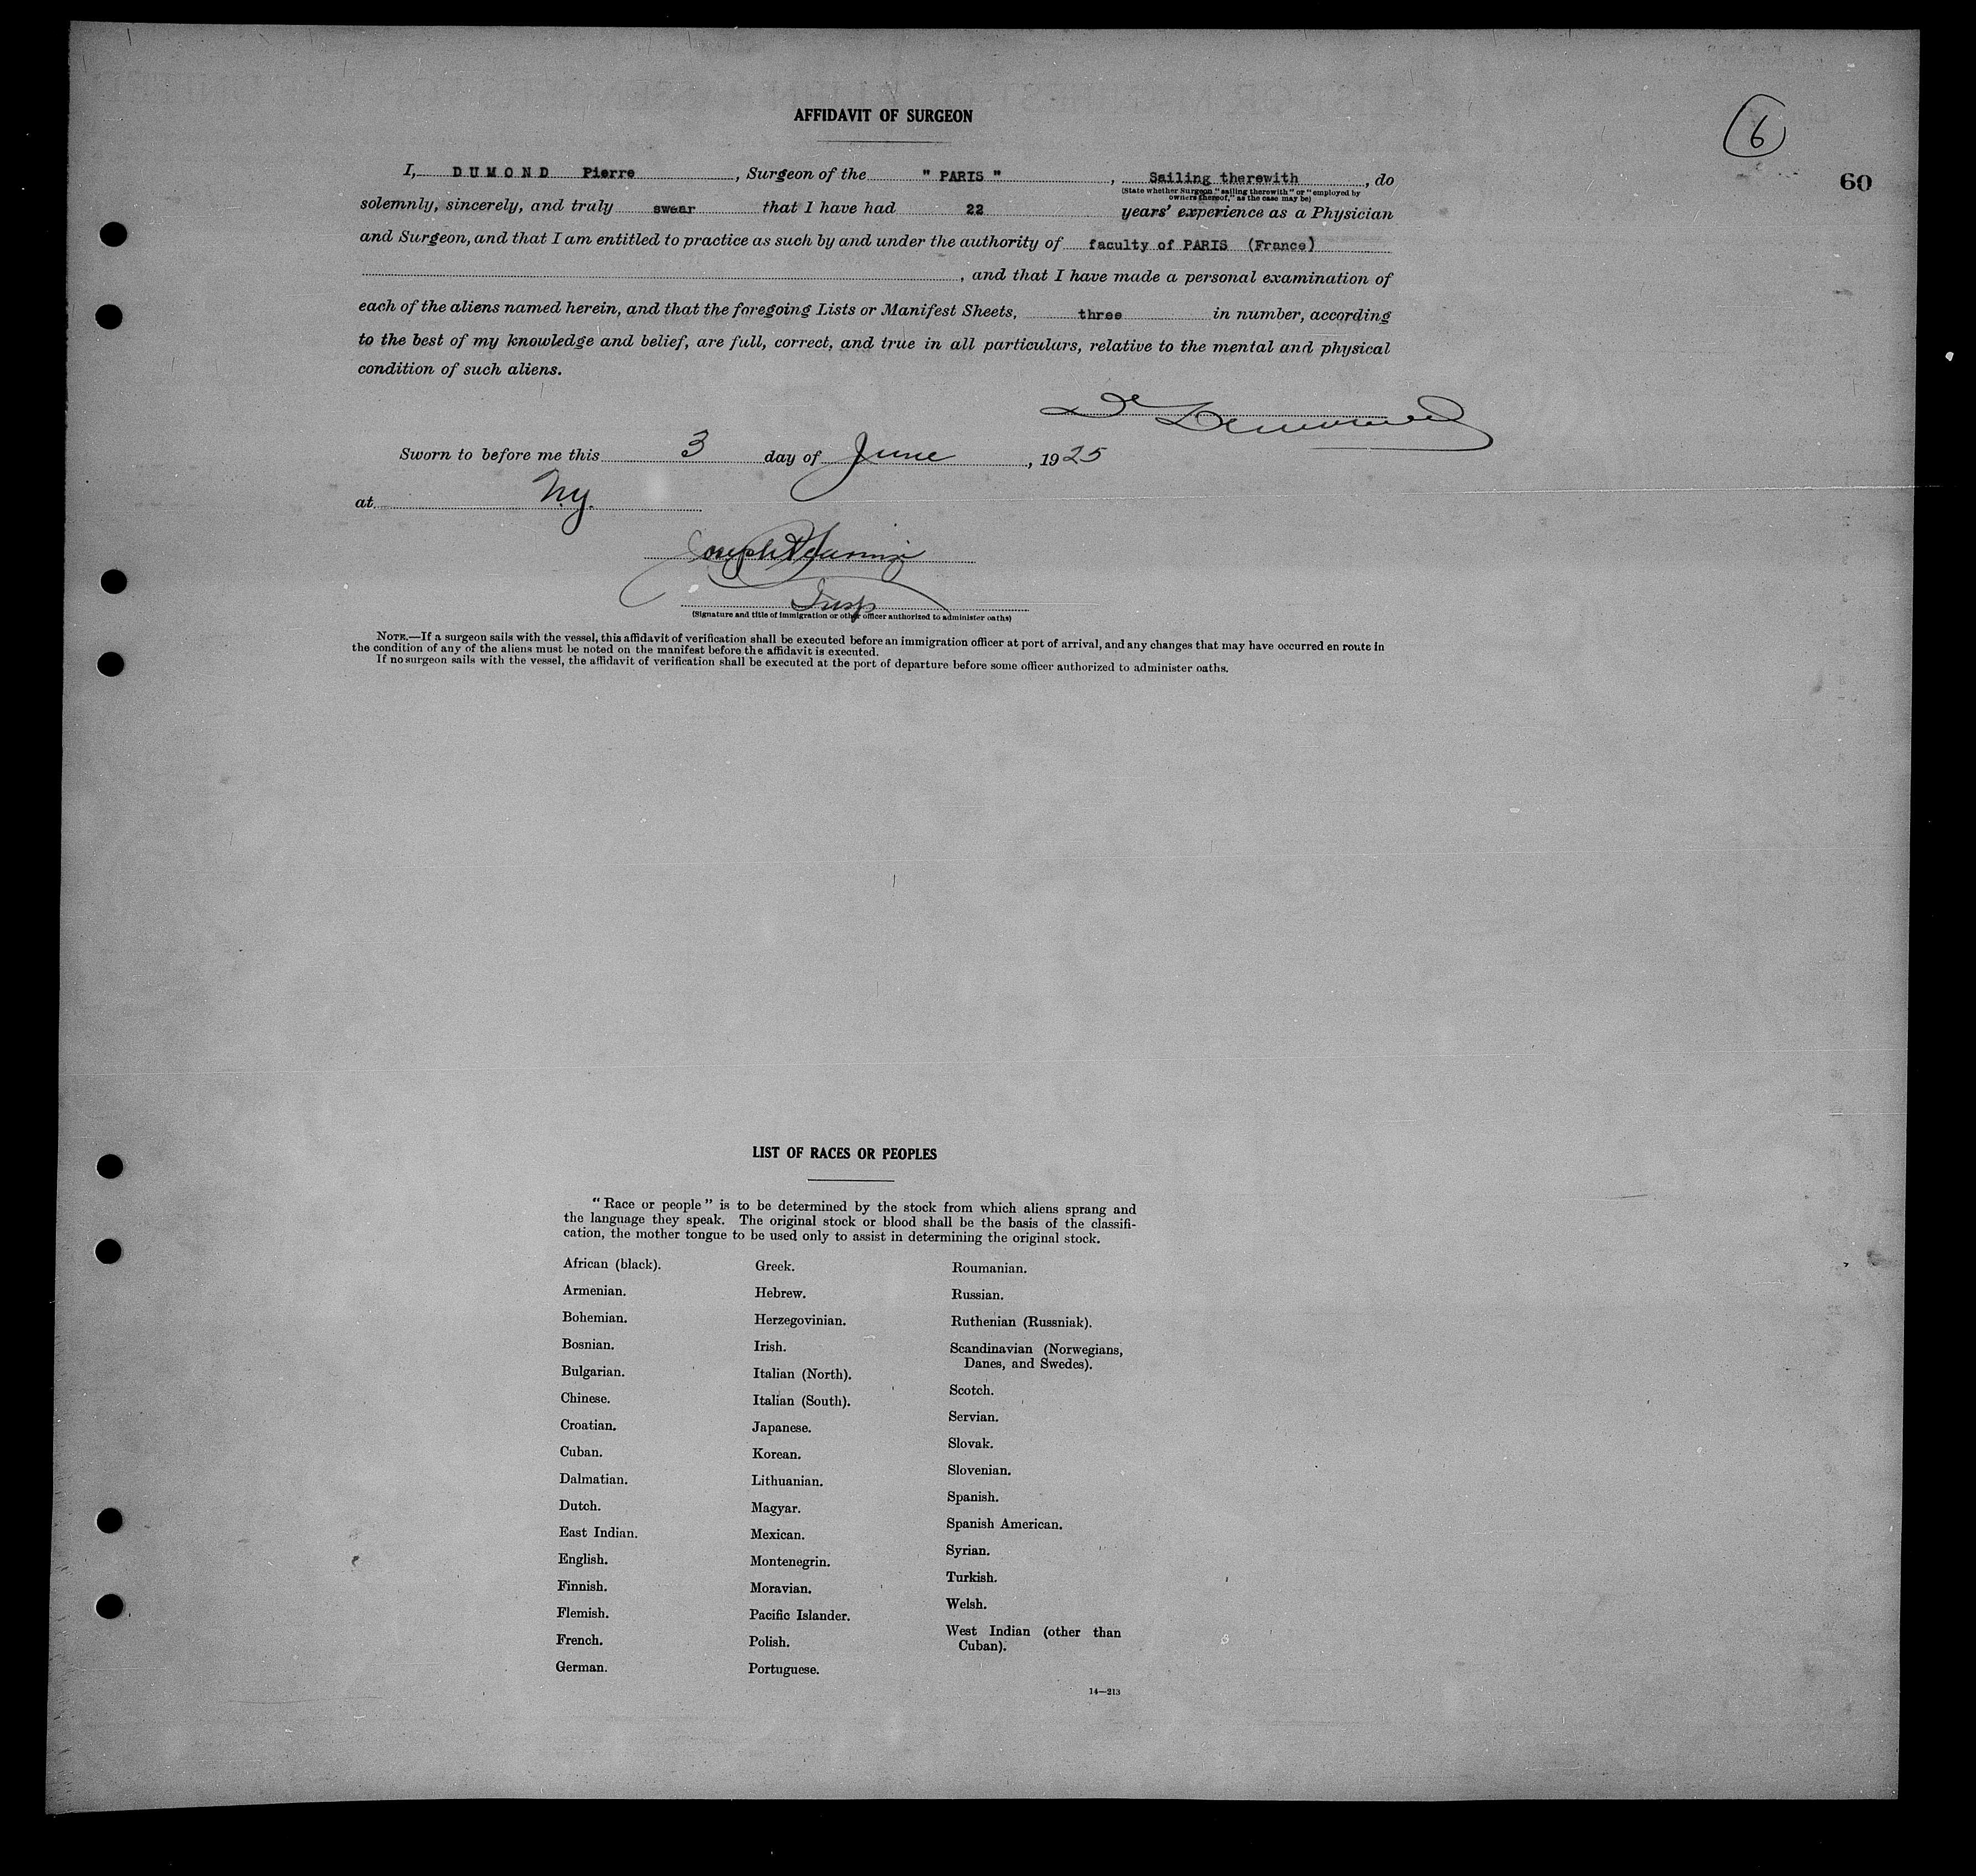 AFFIDAVIT OF SURGEON
6
60
I, DUMOND Pierre, Surgeon of the " PARIS ", Sailing therewith, do
(State whether Surgeon "sailing therewith" or "employed by
owners thereof," as the case may be)
solemnly, sincerely, and truly swear that I have had 22 years' experience as a Physician
and Surgeon, and that I am entitled to practice as such by and under the authority of faculty of PARIS (France)
, and that I have made a personal examination of
each of the aliens named herein, and that the foregoing Lists or Manifest Sheets, three in number, according
to the best of my knowledge and belief, are full, correct, and true in all particulars, relative to the mental and physical
condition of such aliens.
Dr Dumond
Sworn to before me this 3 day of June, 1925
at N.y.
Joseph
Insp
(Signature and title of immigration or other officer authorized to administer oaths)
NOTE.—If a surgeon sails with the vessel, this affidavit of verification shall be executed before an immigration officer at port of arrival, and any changes that may have occurred en route in
the condition of any of the aliens must be noted on the manifest before the affidavit is executed.
If no surgeon sails with the vessel, the affidavit of verification shall be executed at the port of departure before some officer authorized to administer oaths.
LIST OF RACES OR PEOPLES
"Race or people" is to be determined by the stock from which aliens sprang and
the language they speak. The original stock or blood shall be the basis of the classifi-
cation, the mother tongue to be used only to assist in determining the original stock.
African (black).
Armenian.
Bohemian.
Bosnian.
Bulgarian.
Chinese.
Croatian.
Cuban.
Dalmatian.
Dutch.
East Indian.
English.
Finnish.
Flemish.
French.
German.
Greek.
Hebrew.
Herzegovinian.
Irish.
Italian (North).
Italian (South).
Japanese.
Korean.
Lithuanian.
Magyar.
Mexican.
Montenegrin.
Moravian.
Pacific Islander.
Polish.
Portuguese.
Roumanian.
Russian.
Ruthenian (Russniak).
Scandinavian (Norwegians,
Danes, and Swedes).
Scotch.
Servian.
Slovak.
Slovenian.
Spanish.
Spanish American.
Syrian.
Turkish.
Welsh.
West Indian (other than
Cuban).
14—213